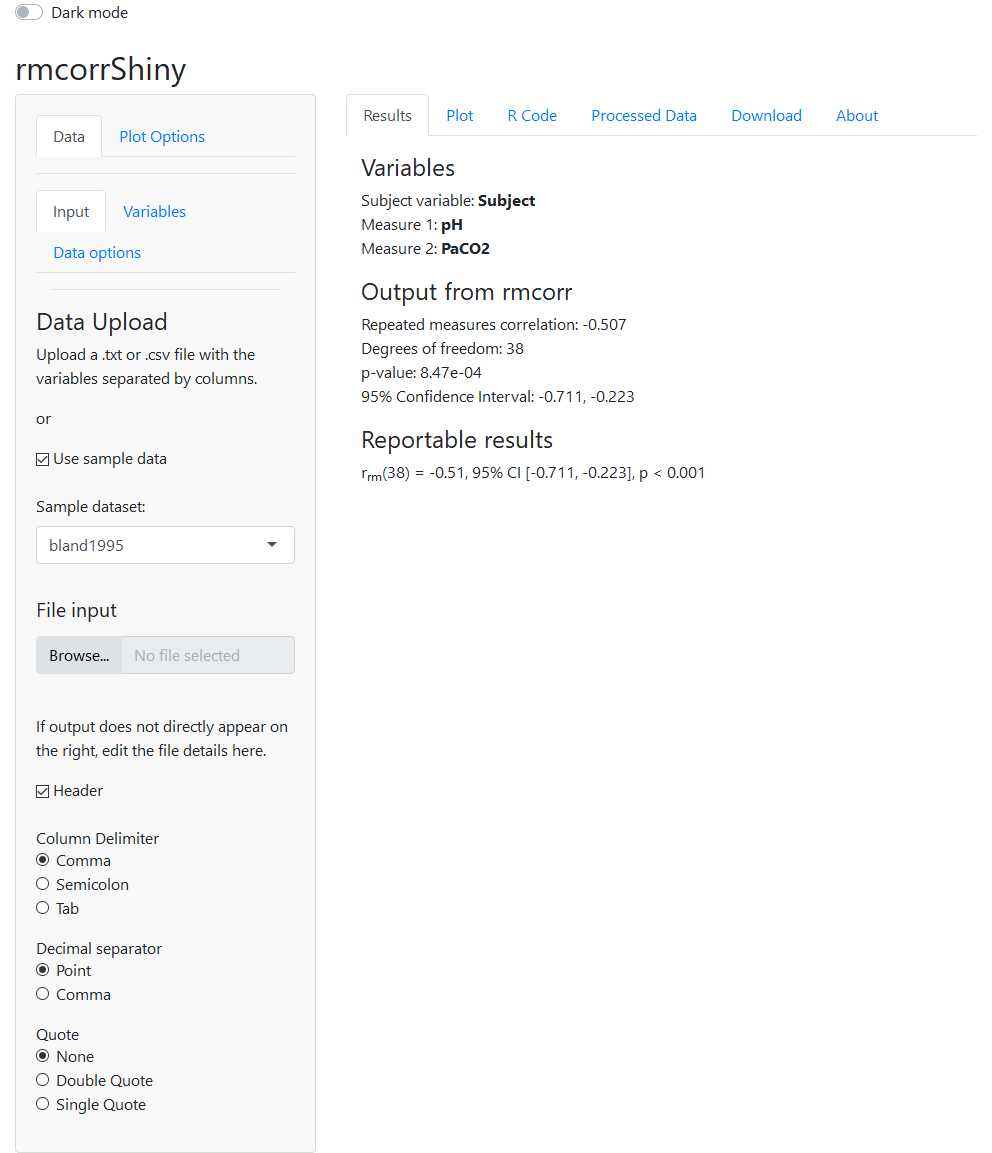 Dark mode
rmcorrShiny
Data
Plot Options
Input
Variables
Data options
Data Upload
Upload a .txt or .csv file with the
variables separated by columns.
or
Use sample data
Sample dataset:
bland1995
File input
Browse... No file selected
If output does not directly appear on
the right, edit the file details here.
Header
Column Delimiter
Comma
Semicolon
Tab
Decimal separator
Point
Comma
Quote
None
Double Quote
Single Quote
Results Plot R Code Processed Data Download About
Variables
Subject variable: Subject
Measure 1: pH
Measure 2: PaCO2
Output from rmcorr
Repeated measures correlation: -0.507
Degrees of freedom: 38
p-value: 8.47e-04
95% Confidence Interval: -0.711, -0.223
Reportable results
rrm(38) = -0.51, 95% CI [-0.711, -0.223], p < 0.001